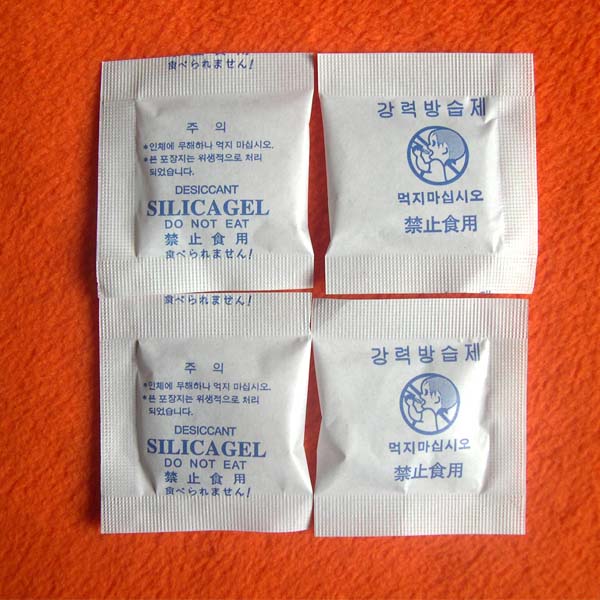 食べられません!
주 의
*인체에 무해하나 먹지 마십시오.
*본 포장지는 위생적으로 처리
되었습니다.
DESICCANT
SILICAGEL
DO NOT EAT
禁止食用
食べられません!
강력방습제
먹지마십시오
禁止食用
食べられません!
주 의
*인체에 무해하나 먹지 마십시오.
*본 포장지는 위생적으로 처리
되었습니다.
DESICCANT
SILICAGEL
DO NOT EAT
禁止食用
食べられません!
강력방습제
먹지마십시오
禁止食用